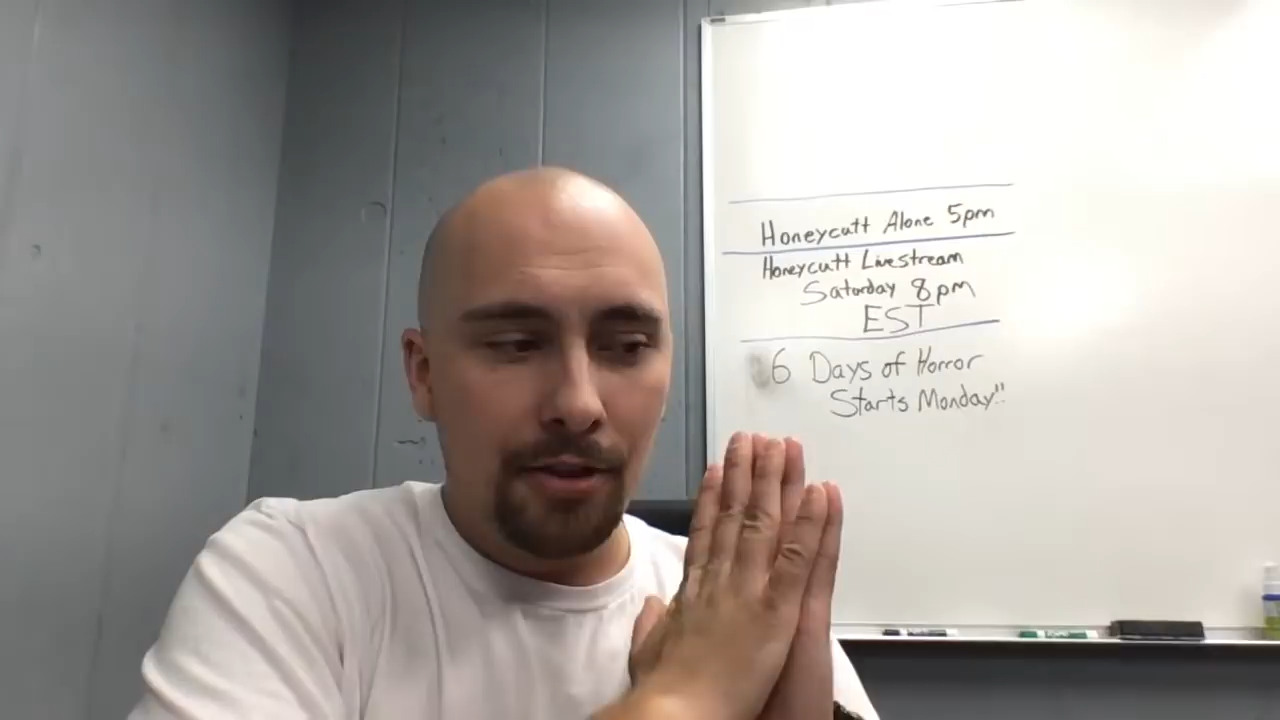 Honeycutt Alone 5pm
Honeycutt Livestream
Saturday 8pm
EST
6 Days of Horror
Starts Monday!!